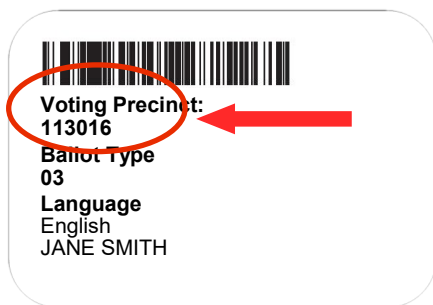 Voting Precinct:
113016
Ballot Type
03
Language
English
JANE SMITH